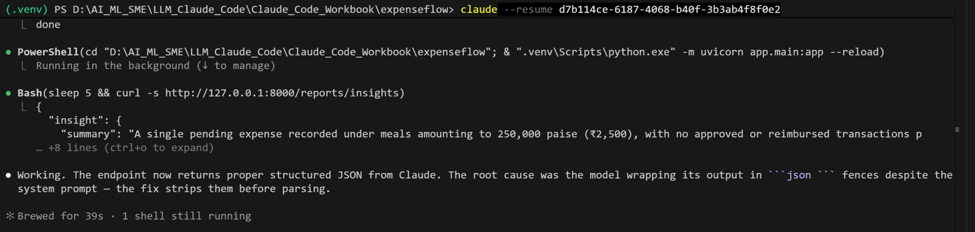 (.venv) PS D:\AI_ML_SME\LLM_Claude_Code\Claude_Code_Workbook\expenseflow> claude --resume d7b114ce-6187-4068-b40f-3b3ab4f8f0e2
└ done
● PowerShell(cd "D:\AI_ML_SME\LLM_Claude_Code\Claude_Code_Workbook\expenseflow"; & ".venv\Scripts\python.exe" -m uvicorn app.main:app --reload)
└ Running in the background (↓ to manage)
● Bash(sleep 5 && curl -s http://127.0.0.1:8000/reports/insights)
└ {
"insight": {
"summary": "A single pending expense recorded under meals amounting to 250,000 paise (₹2,500), with no approved or reimbursed transactions p
… +8 lines (ctrl+o to expand)
● Working. The endpoint now returns proper structured JSON from Claude. The root cause was the model wrapping its output in ```json ``` fences despite the
system prompt — the fix strips them before parsing.
✻ Brewed for 39s · 1 shell still running